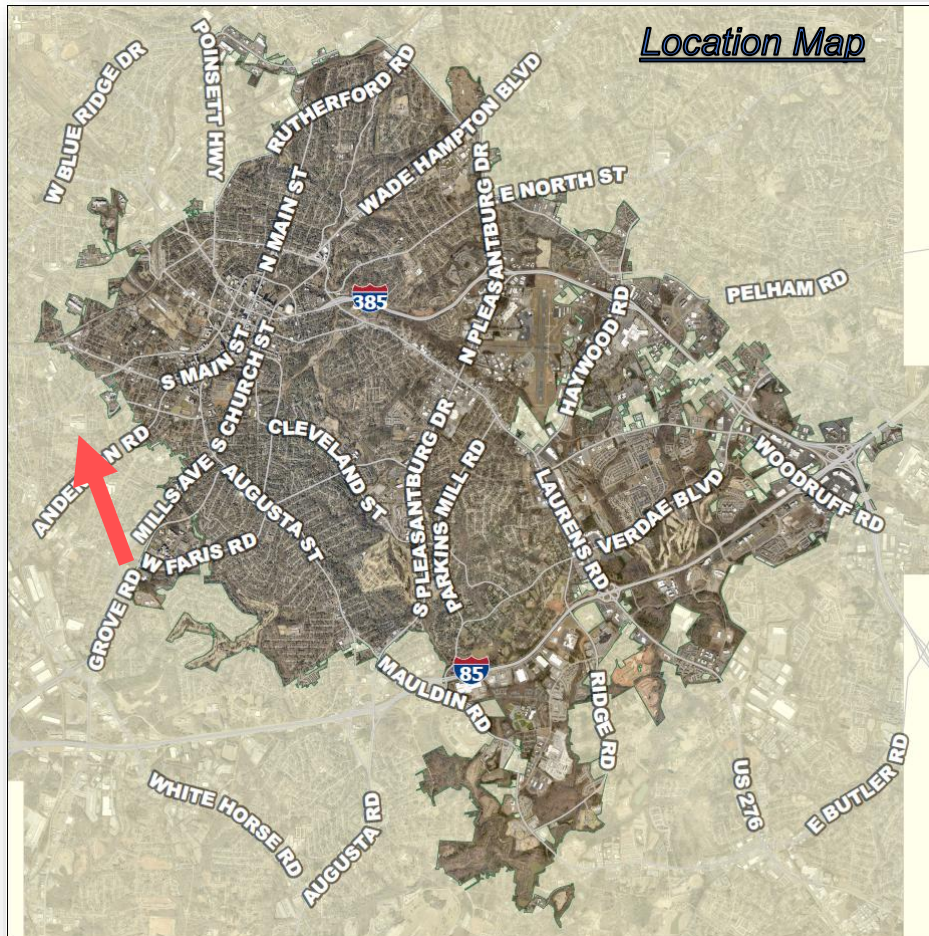 Location Map
POINSETT HWY
W BLUE RIDGE DR
RUTHERFORD RD
WADE HAMPTON BLVD
E NORTH ST
N MAIN ST
N PLEASANTBURG DR
385
PELHAM RD
HAYWOOD RD
S MAIN ST
S CHURCH ST
CLEVELAND ST
MILLS AVE
AUGUSTA ST
S PLEASANTBURG DR
PARKINS MILL RD
LAURENS RD
VERDAE BLVD
WOODRUFF RD
W FARIS RD
GROVE RD
85
MAULDIN RD
RIDGE RD
WHITE HORSE RD
AUGUSTA RD
US 276
E BUTLER RD